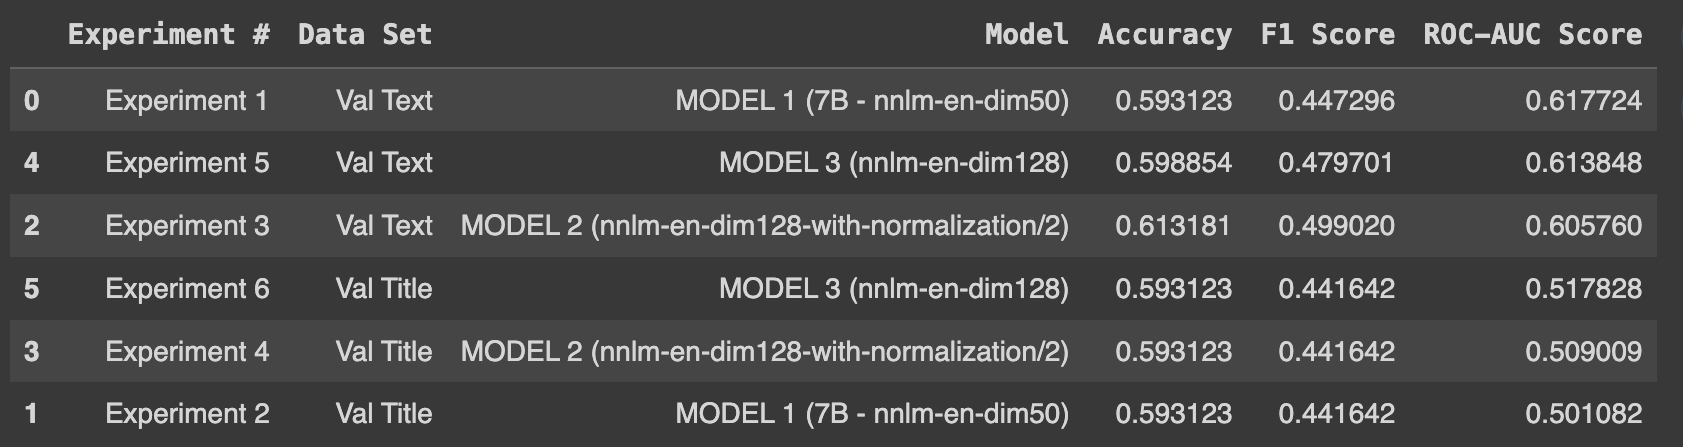 Experiment # Data Set Model Accuracy F1 Score ROC-AUC Score
0 Experiment 1 Val Text MODEL 1 (7B - nnlm-en-dim50) 0.593123 0.447296 0.617724
4 Experiment 5 Val Text MODEL 3 (nnlm-en-dim128) 0.598854 0.479701 0.613848
2 Experiment 3 Val Text MODEL 2 (nnlm-en-dim128-with-normalization/2) 0.613181 0.499020 0.605760
5 Experiment 6 Val Title MODEL 3 (nnlm-en-dim128) 0.593123 0.441642 0.517828
3 Experiment 4 Val Title MODEL 2 (nnlm-en-dim128-with-normalization/2) 0.593123 0.441642 0.509009
1 Experiment 2 Val Title MODEL 1 (7B - nnlm-en-dim50) 0.593123 0.441642 0.501082